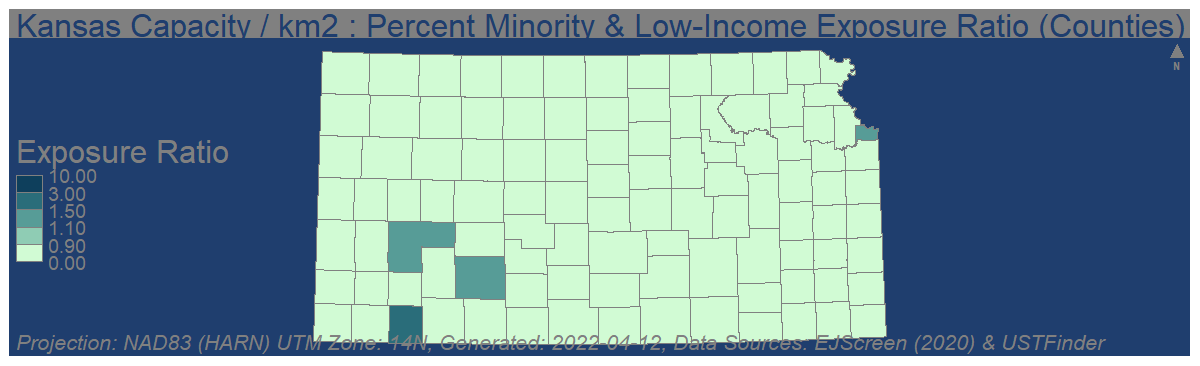 Kansas Capacity / km2 : Percent Minority & Low-Income Exposure Ratio (Counties)
N
Exposure Ratio
10.00
3.00
1.50
1.10
0.90
0.00
Projection: NAD83 (HARN) UTM Zone: 14N, Generated: 2022-04-12, Data Sources: EJScreen (2020) & USTFinder